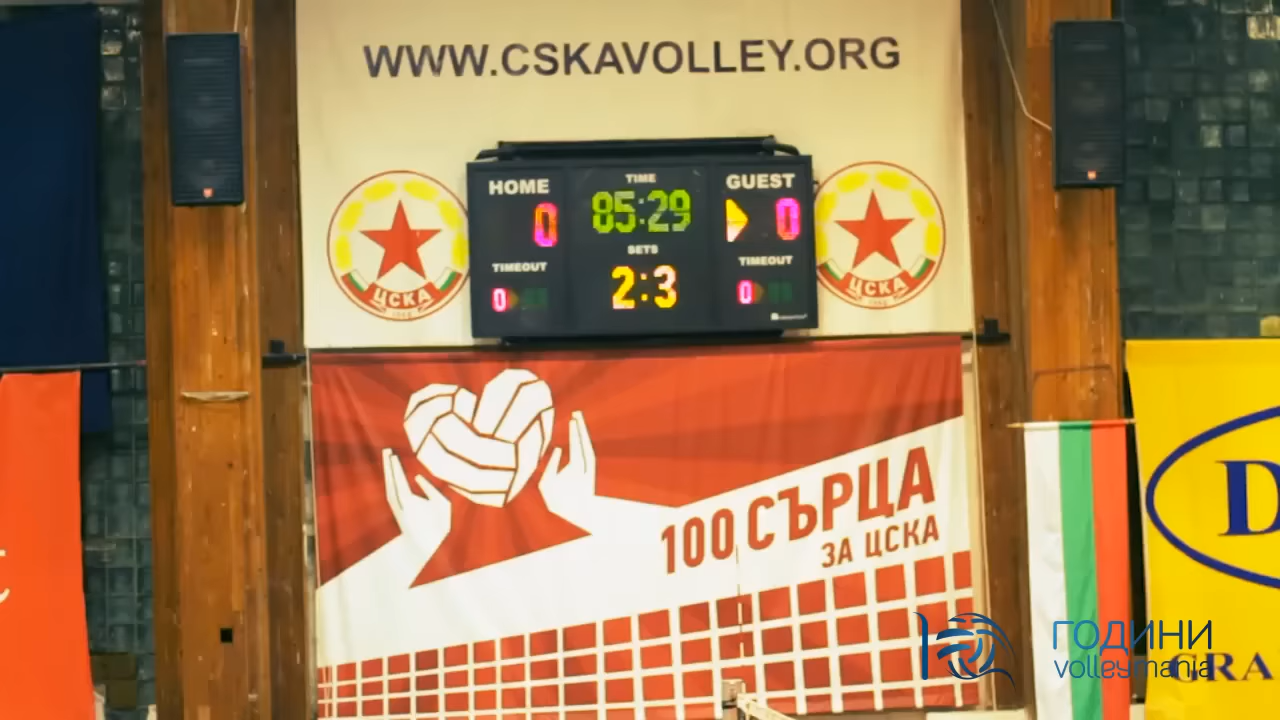 WWW.CSKAVOLLEY.ORG
HOME TIME GUEST
0 85:29 0
SETS
TIMEOUT 2:3 TIMEOUT
0 0
ЦСКА
ЦСКА
100 СЪРЦА
ЗА ЦСКА
D
ГОДИНИ
volleymania
GRA